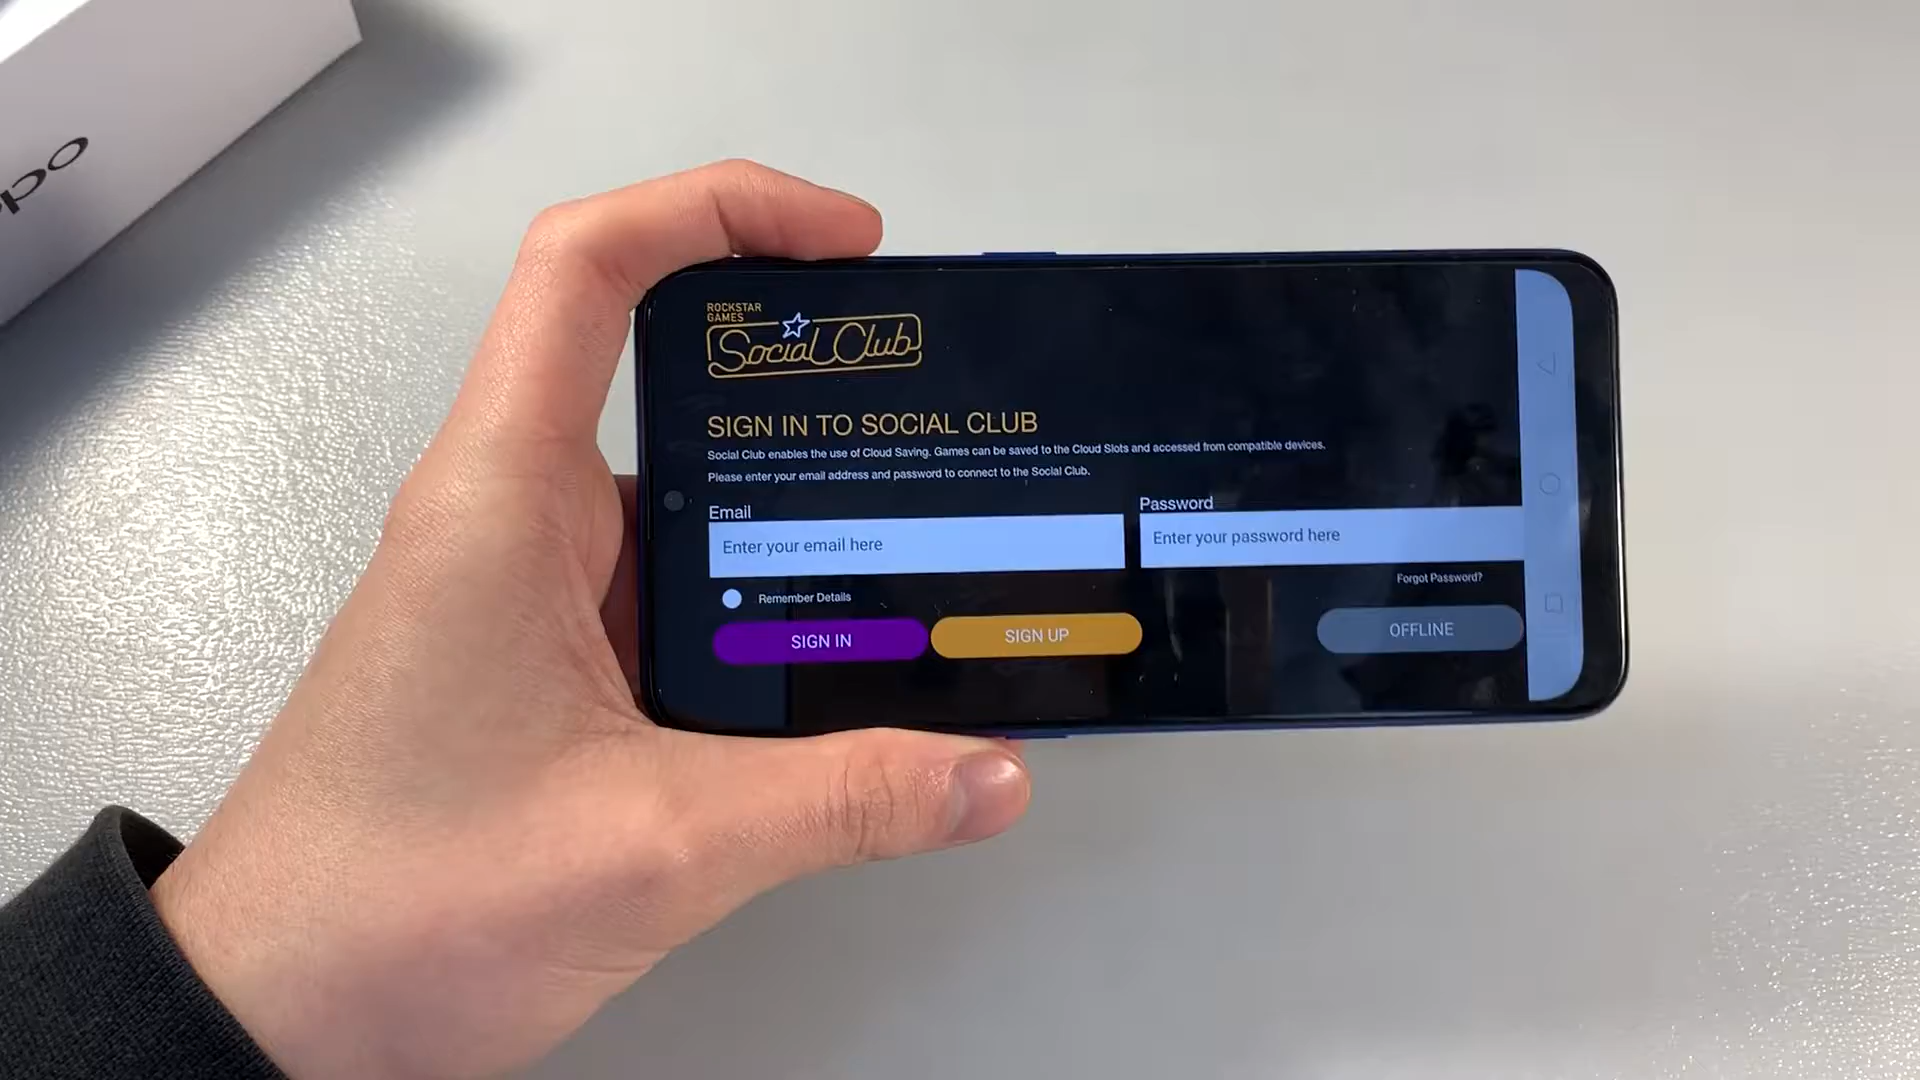 oppo
ROCKSTAR
GAMES
Social Club
SIGN IN TO SOCIAL CLUB
Social Club enables the use of Cloud Saving. Games can be saved to the Cloud Slots and accessed from compatible devices.
Please enter your email address and password to connect to the Social Club.
Email
Password
Enter your email here
Enter your password here
Forgot Password?
Remember Details
SIGN IN
SIGN UP
OFFLINE